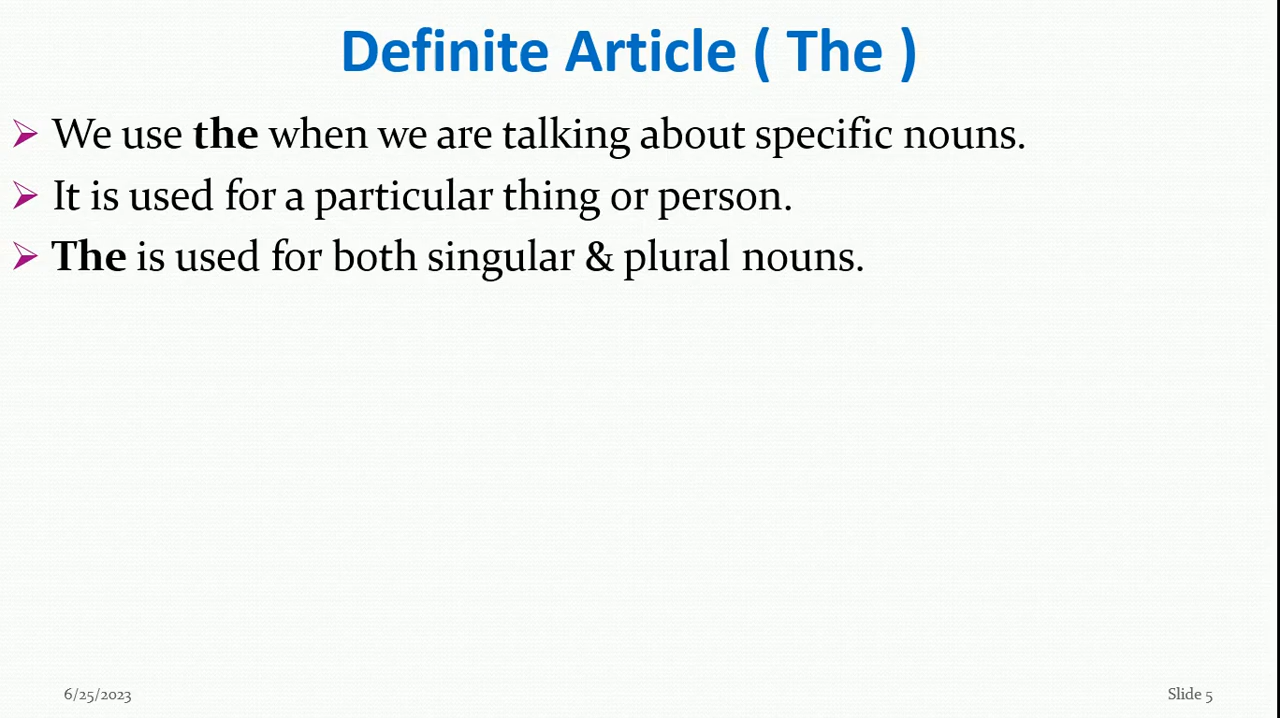 Definite Article ( The )
➢ We use the when we are talking about specific nouns.
➢ It is used for a particular thing or person.
➢ The is used for both singular & plural nouns.
6/25/2023
Slide 5